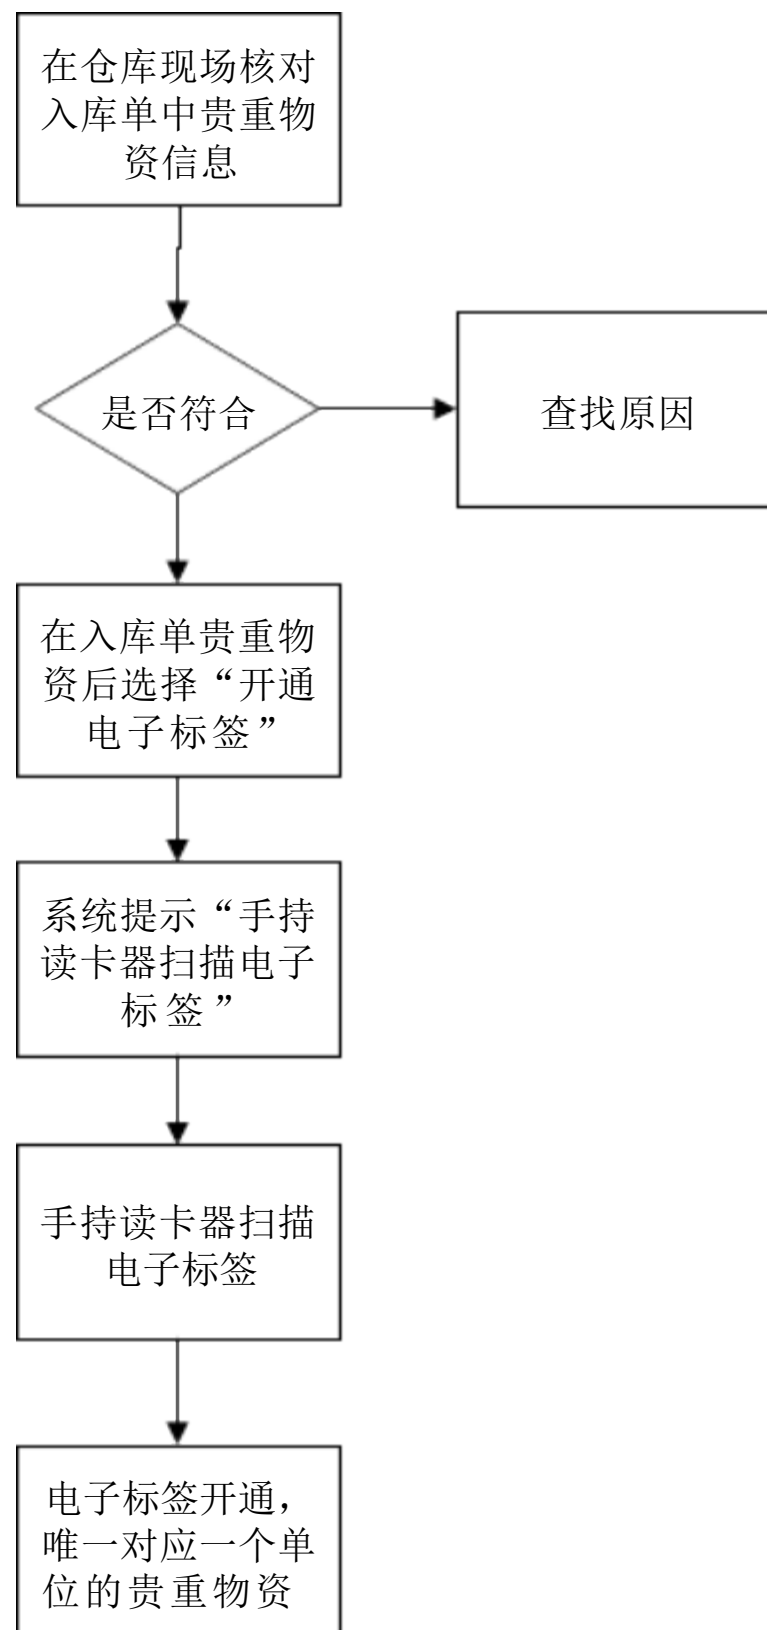 在仓库现场核对
入库单中贵重物
资信息
是否符合
查找原因
在入库单贵重物
资后选择“开通
电子标签”
系统提示“手持
读卡器扫描电子
标签”
手持读卡器扫描
电子标签
电子标签开通，
唯一对应一个单
位的贵重物资